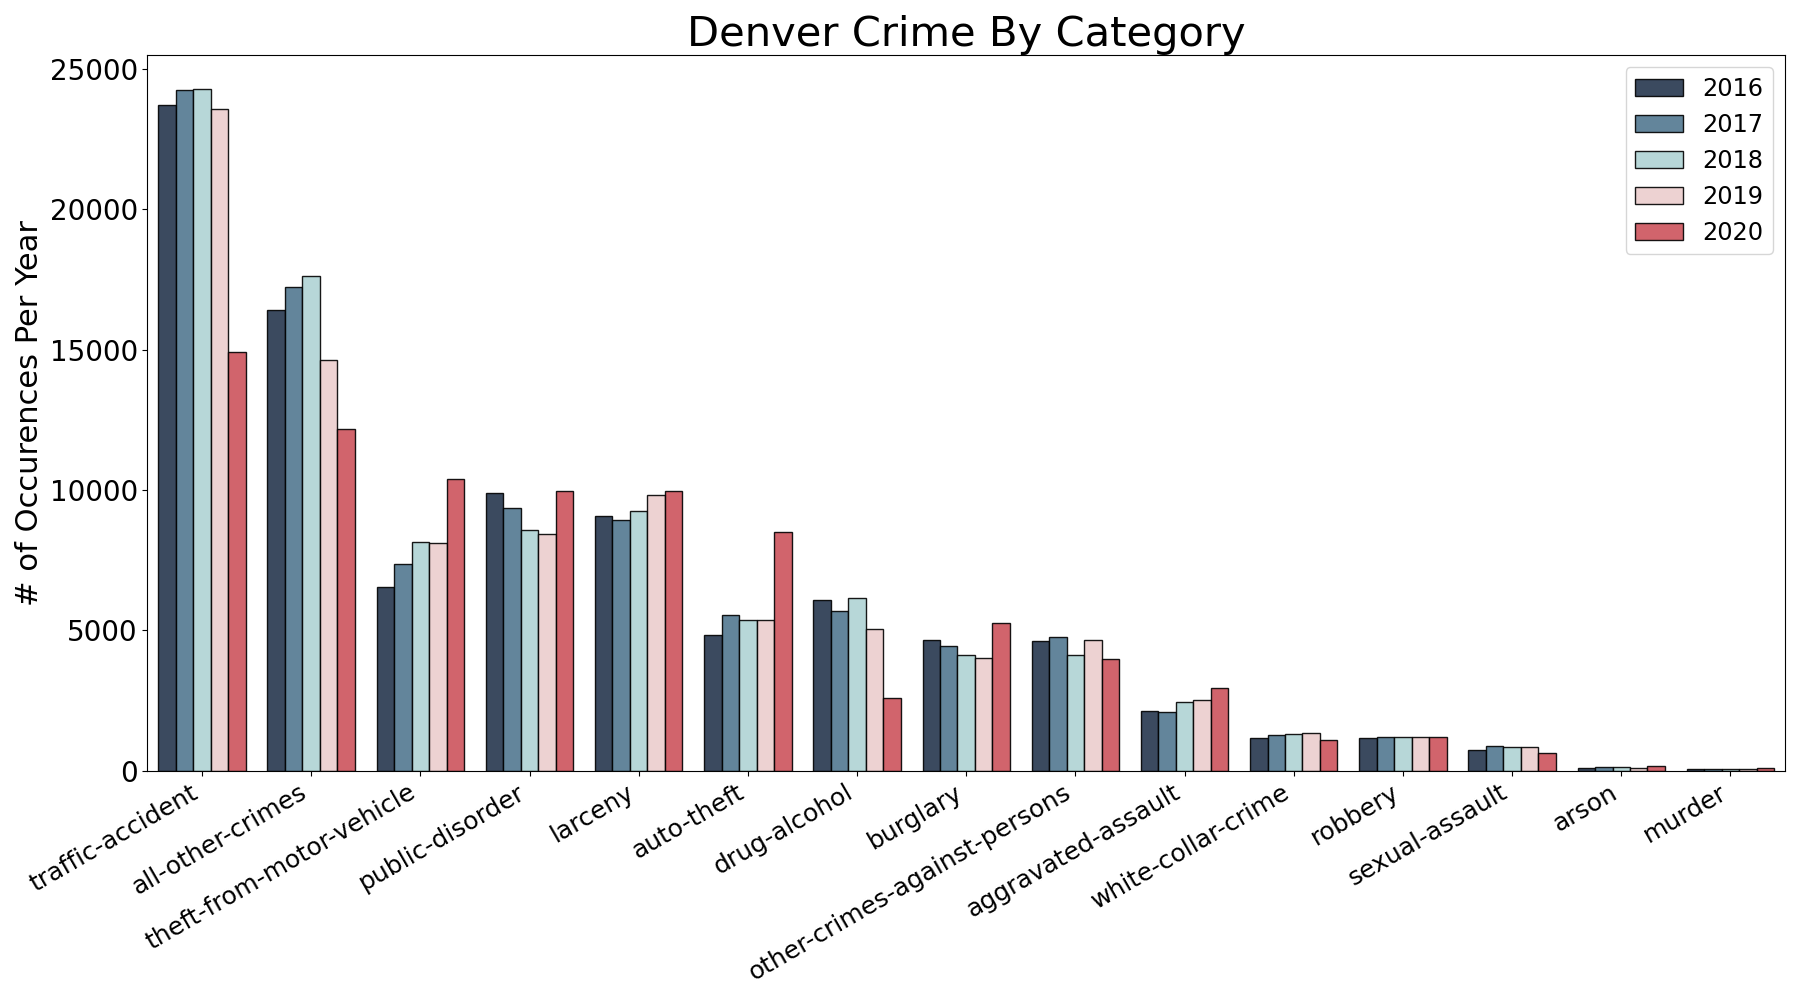 Denver Crime By Category
# of Occurences Per Year
25000
20000
15000
10000
5000
0
2016
2017
2018
2019
2020
traffic-accident
all-other-crimes
theft-from-motor-vehicle
public-disorder
larceny
auto-theft
drug-alcohol
burglary
other-crimes-against-persons
aggravated-assault
white-collar-crime
robbery
sexual-assault
arson
murder